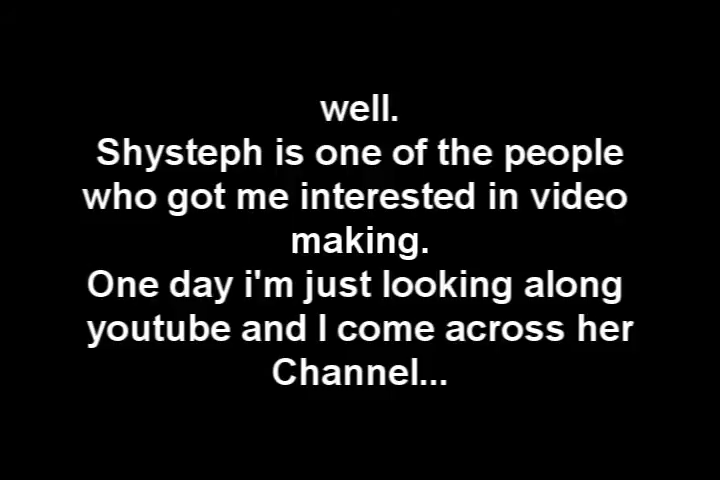 well.
Shysteph is one of the people
who got me interested in video
making.
One day i'm just looking along
youtube and I come across her
Channel...